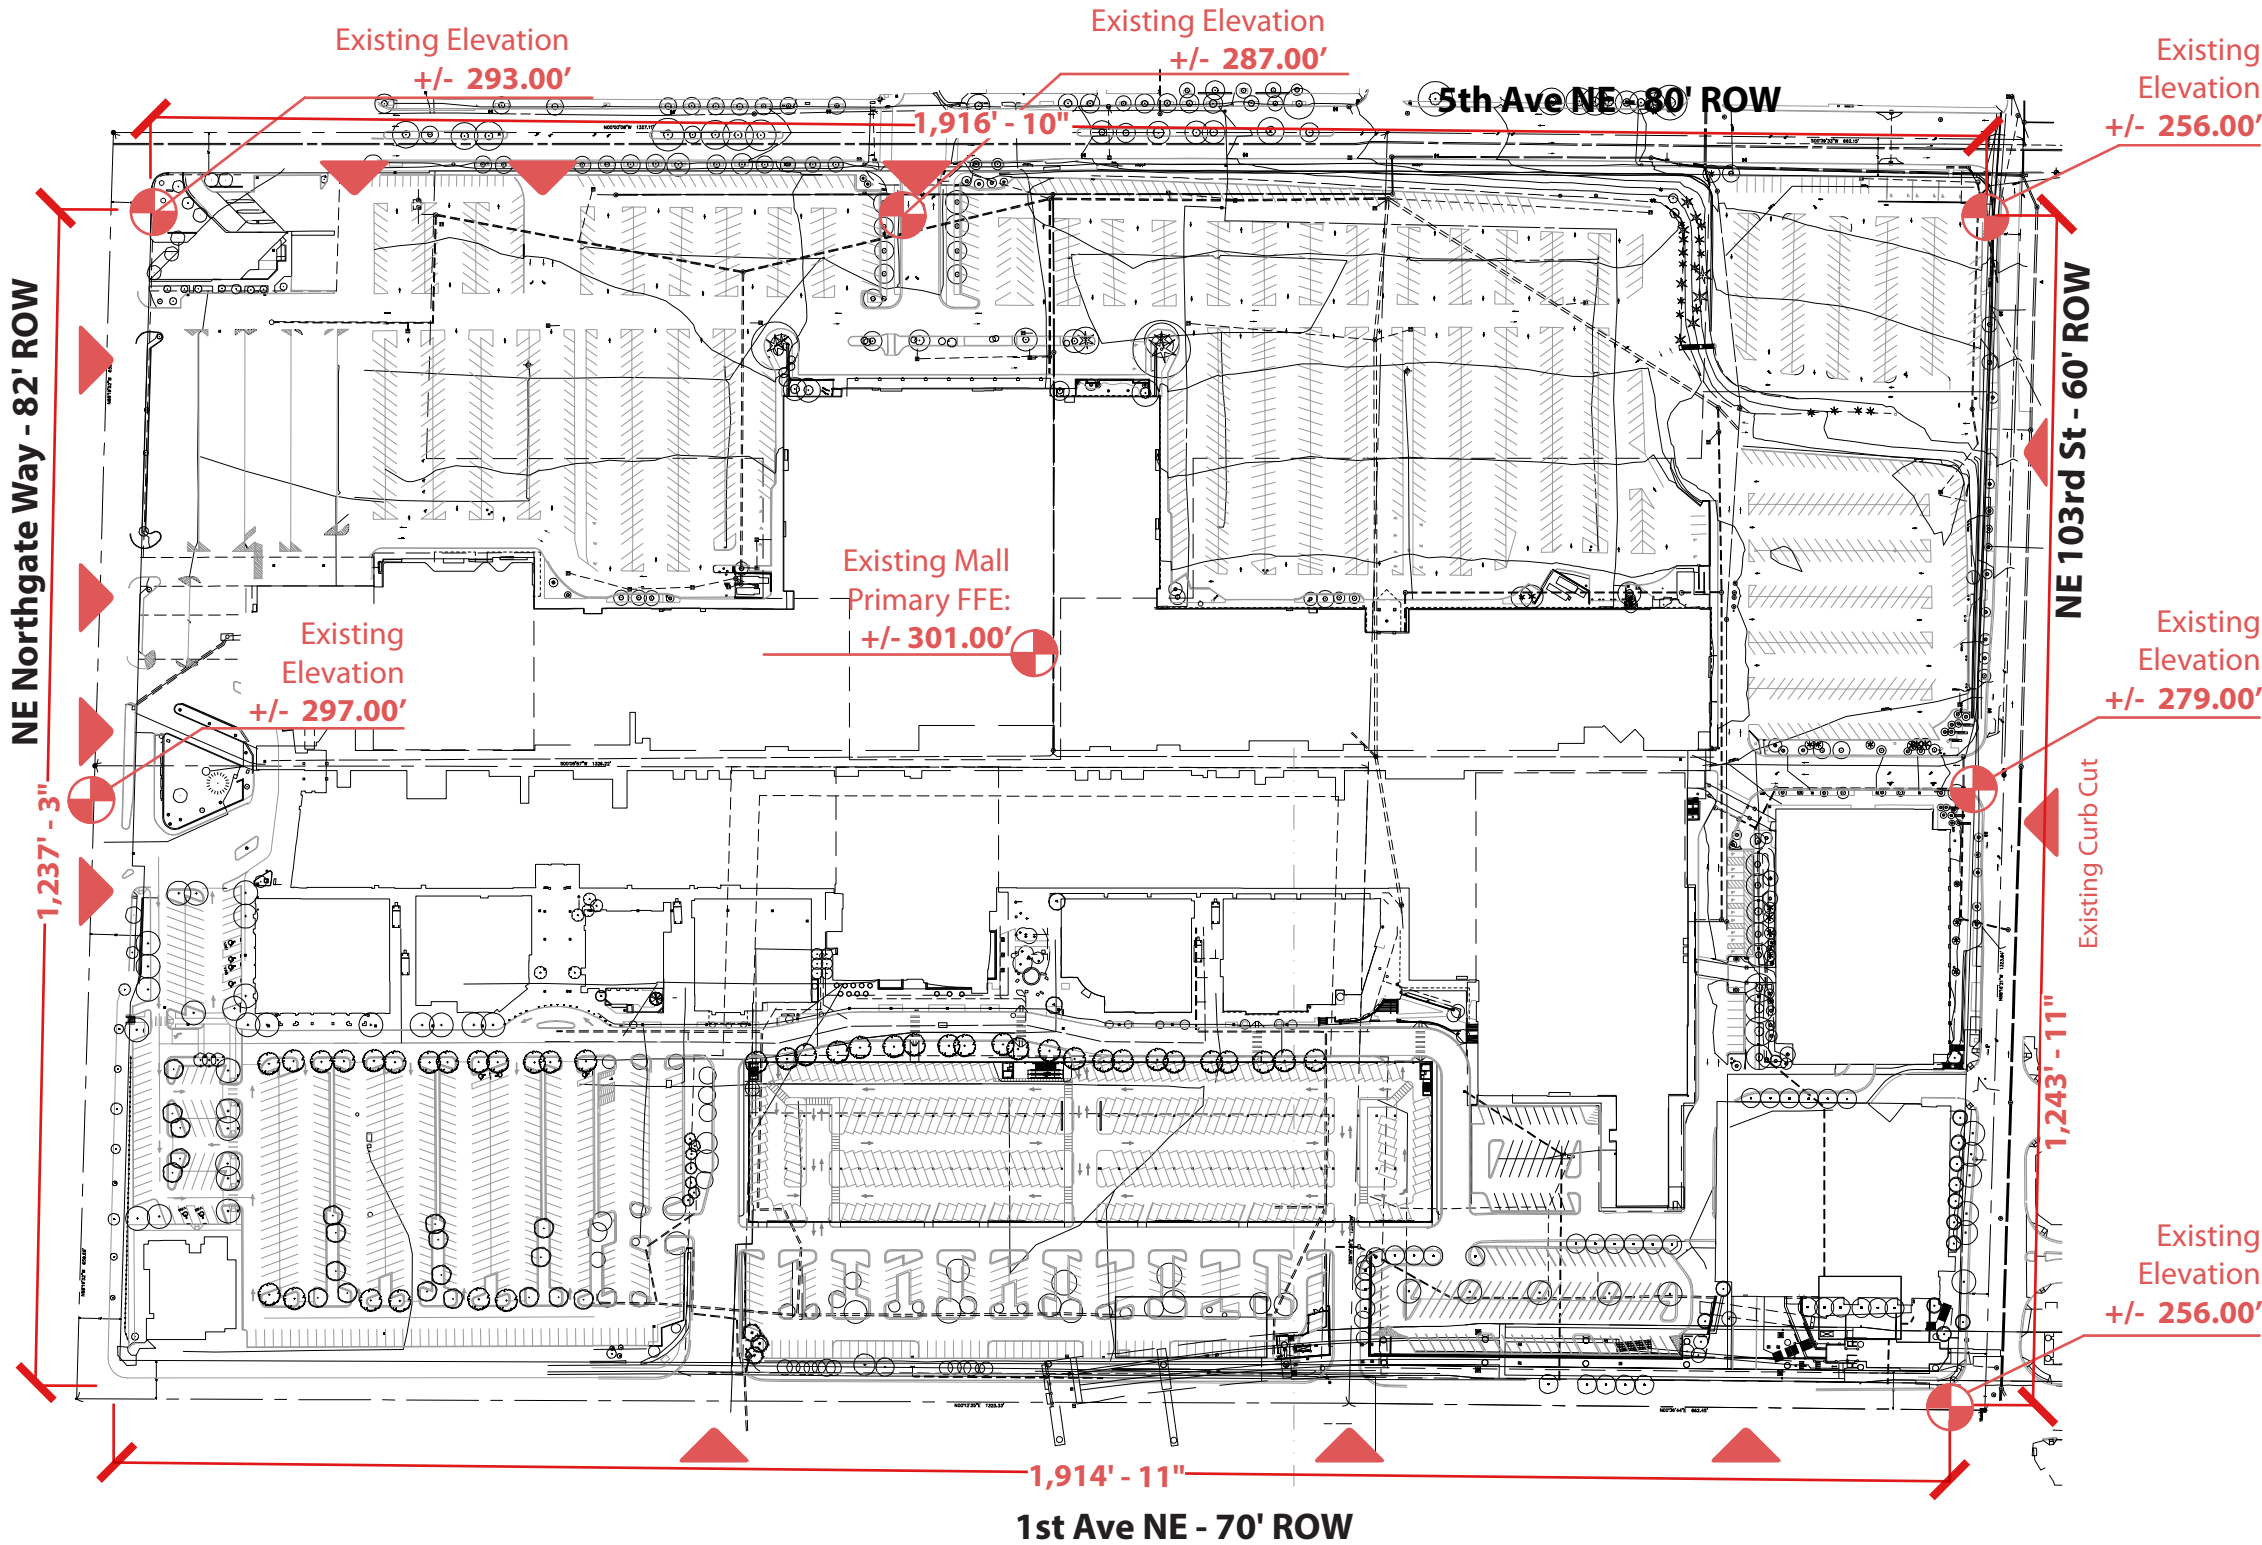 Existing Elevation
+/-  293.00’
Existing Elevation
+/-  287.00’
5th Ave NE - 80' ROW
Existing
Elevation
+/-  256.00’
1,916' - 10"
NE Northgate Way - 82' ROW
NE 103rd St - 60' ROW
Existing Mall
Primary FFE:
+/- 301.00’
Existing
Elevation
+/-  297.00’
Existing
Elevation
+/-  279.00’
1,237' - 3"
Existing Curb Cut
1,243' - 11"
Existing
Elevation
+/-  256.00’
1,914' - 11"
1st Ave NE - 70' ROW